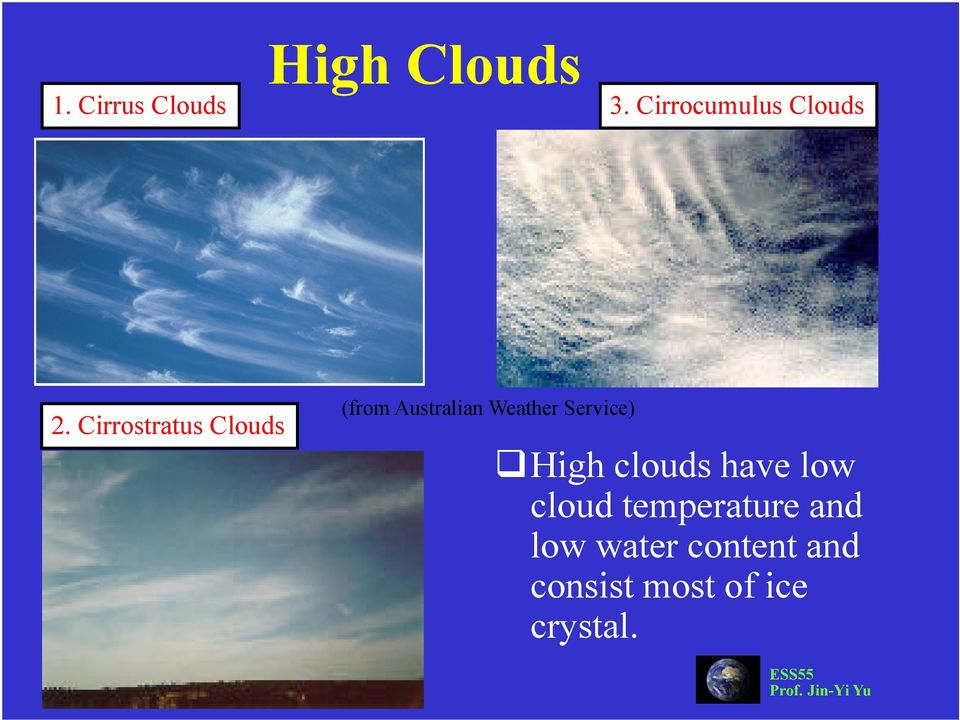 High Clouds
1. Cirrus Clouds
3. Cirrocumulus Clouds
(from Australian Weather Service)
2. Cirrostratus Clouds
❑High clouds have low
cloud temperature and
low water content and
consist most of ice
crystal.
ESS55
Prof. Jin-Yi Yu